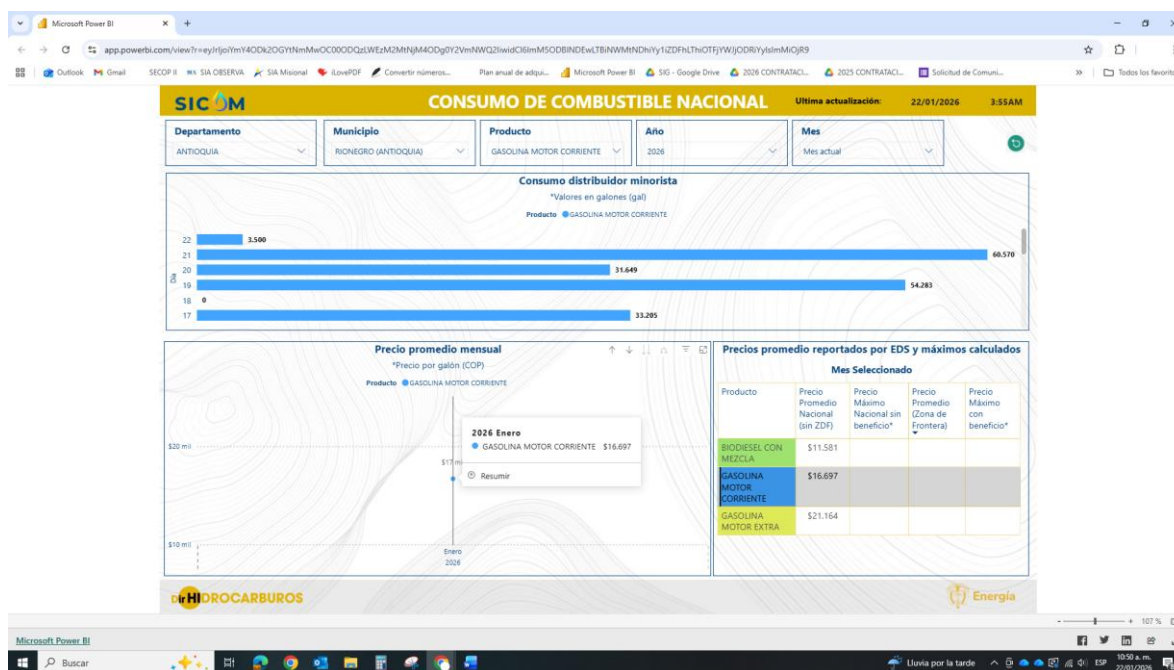 Microsoft Power BI
app.powerbi.com/view?r=eyJrIjoiYmY4ODk2OGYtNmMwOC00ODQzLWEzM2MtNjM4ODg0Y2VmNWQ2IiwidCI6ImM5ODBlNDEwLTBiNWMtNDhiYy1iZDFhLThiOTFjYWJjODRiYyIsImMiOjR9
Outlook Gmail SECOP II SIA OBSERVA SIA Misional iLovePDF Convertir números... Plan anual de adqui... Microsoft Power BI SIG - Google Drive 2026 CONTRATACI... 2025 CONTRATACI... Solicitud de Comuni... Todos los favorito
SICOM CONSUMO DE COMBUSTIBLE NACIONAL Ultima actualización: 22/01/2026 3:55AM
Departamento Municipio Producto Año Mes
ANTIOQUIA RIONEGRO (ANTIOQUIA) GASOLINA MOTOR CORRIENTE 2026 Mes actual
Consumo distribuidor minorista
*Valores en galones (gal)
Producto GASOLINA MOTOR CORRIENTE
22 3.500
21 60.570
20 31.649
Día
19 54.283
18 0
17 33.205
Precio promedio mensual
*Precio por galón (COP)
Producto GASOLINA MOTOR CORRIENTE
2026 Enero
GASOLINA MOTOR CORRIENTE $16.697
Resumir
$20 mil
$17 mi
$10 mil
Enero
2026
Precios promedio reportados por EDS y máximos calculados
Mes Seleccionado
Producto Precio Promedio Nacional (sin ZDF) Precio Máximo Nacional sin beneficio* Precio Promedio (Zona de Frontera) Precio Máximo con beneficio*
BIODIESEL CON MEZCLA $11.581
GASOLINA MOTOR CORRIENTE $16.697
GASOLINA MOTOR EXTRA $21.164
Dir HIDROCARBUROS Energía
107 %
Microsoft Power BI
Buscar Lluvia por la tarde ESP 10:50 a. m.
22/01/2026